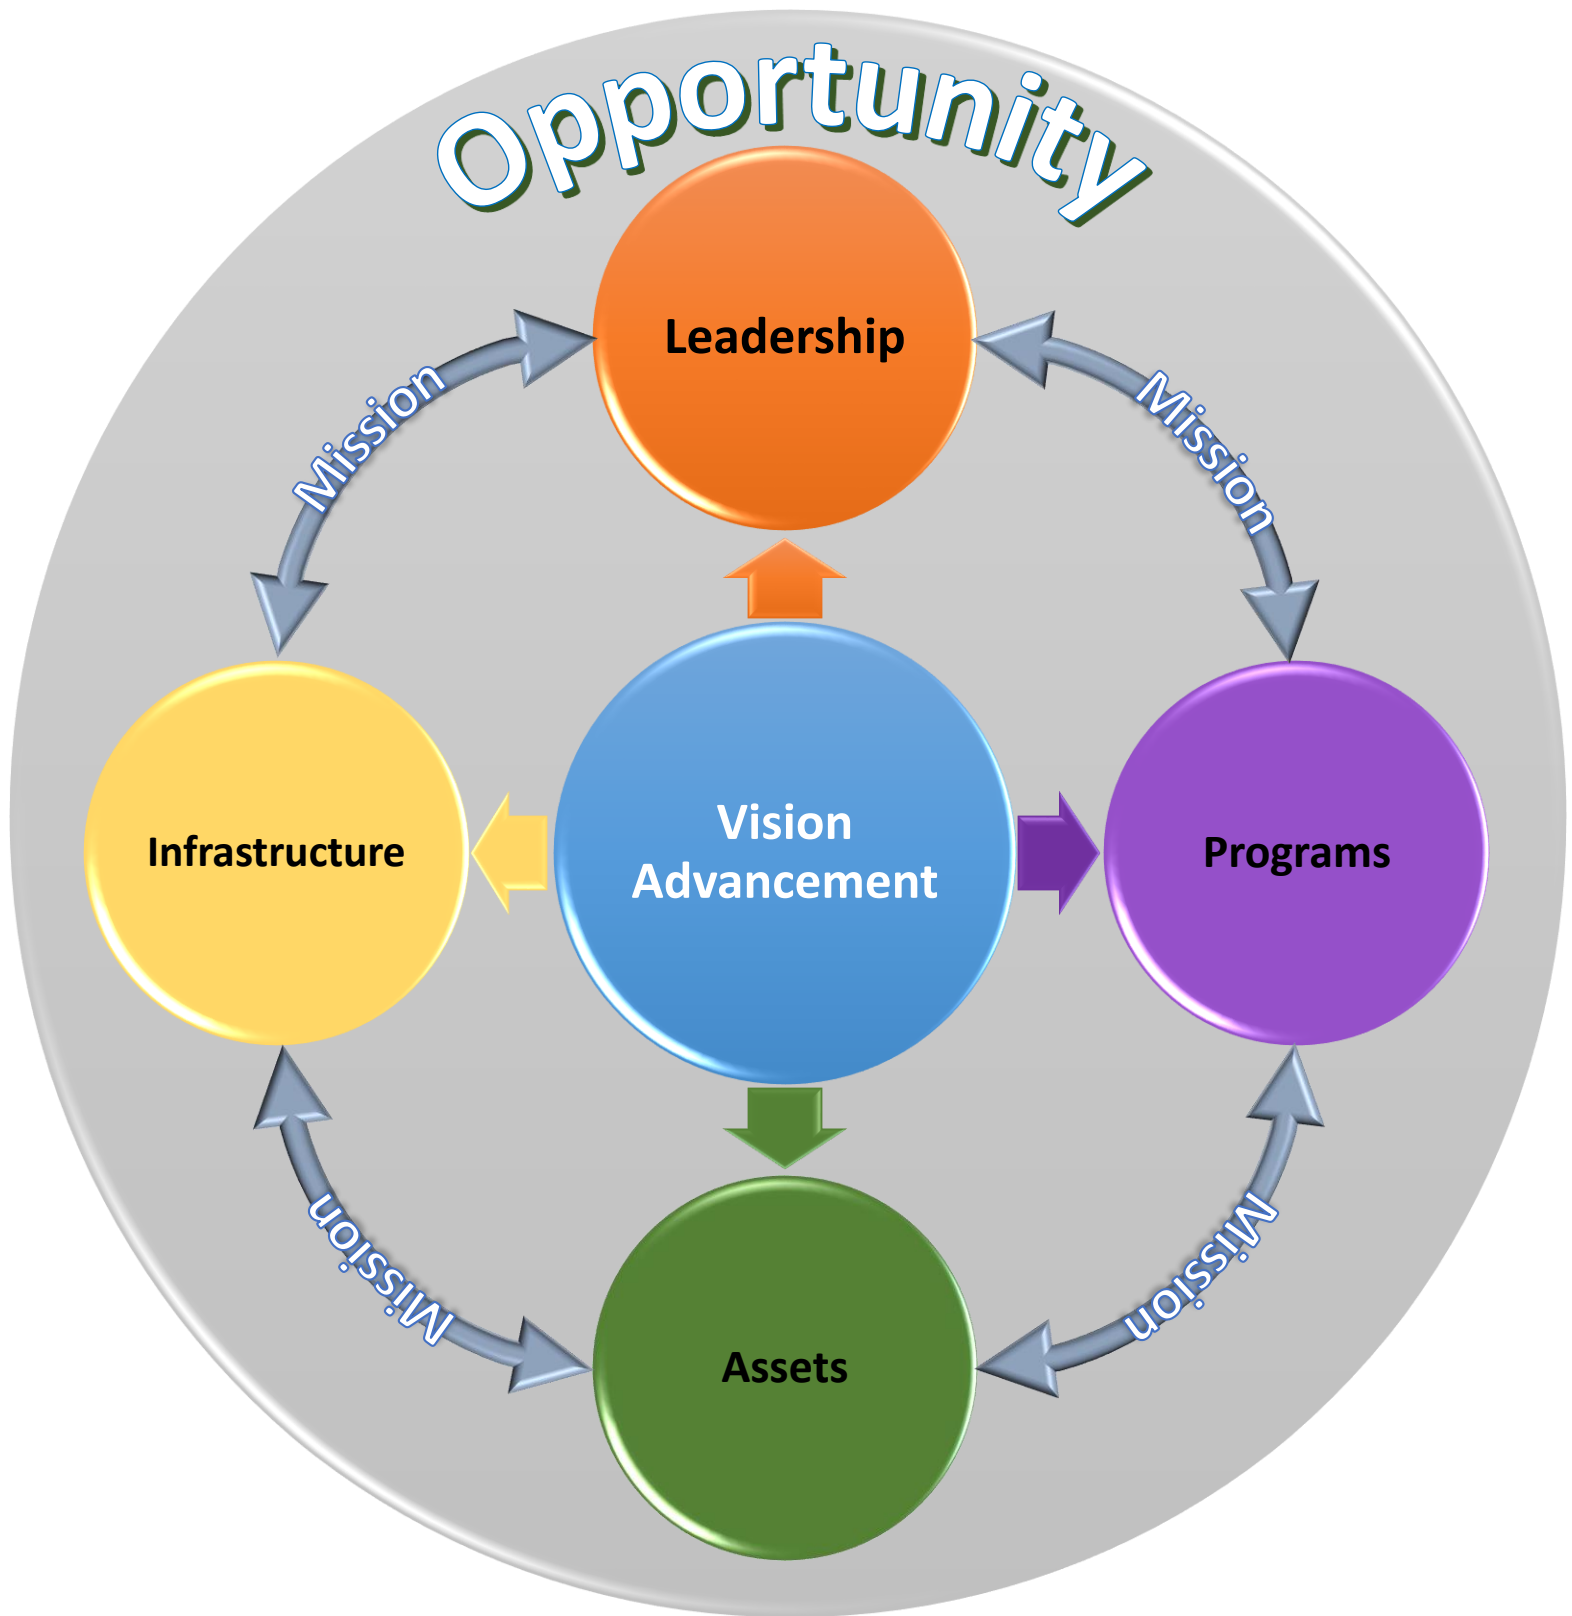 Opportunity
Leadership
Mission
Mission
Vision
Advancement
Infrastructure
Programs
Mission
Mission
Assets